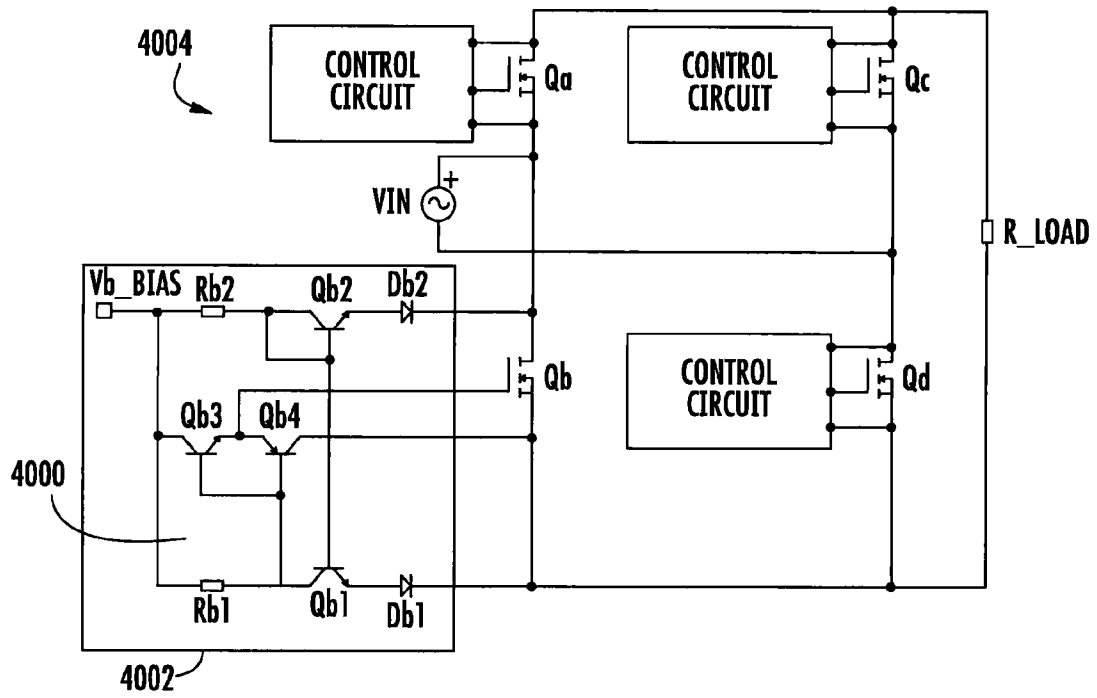 4004
CONTROL
CIRCUIT
Qa
CONTROL
CIRCUIT
Qc
VIN
+
R_LOAD
Vb_BIAS
Rb2
Qb2
Db2
Qb
CONTROL
CIRCUIT
Qd
Qb3
Qb4
4000
Rb1
Qb1
Db1
4002